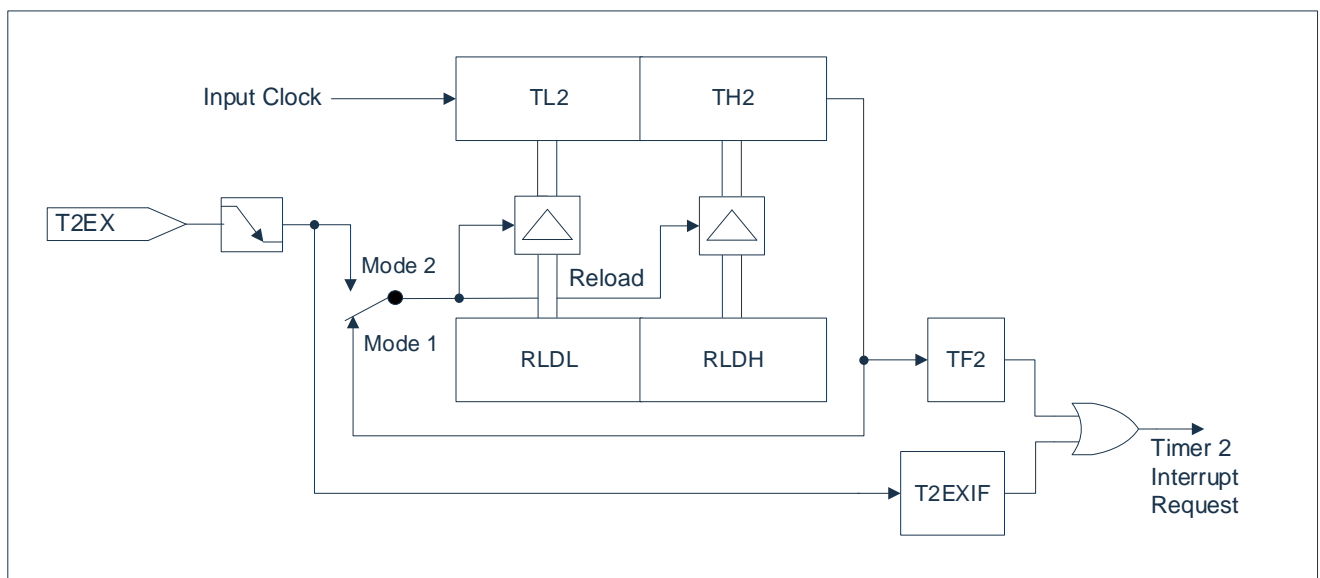 Input Clock
TL2
TH2
T2EX
Mode 2
Reload
Mode 1
RLDL
RLDH
TF2
T2EXIF
Timer 2
Interrupt
Request